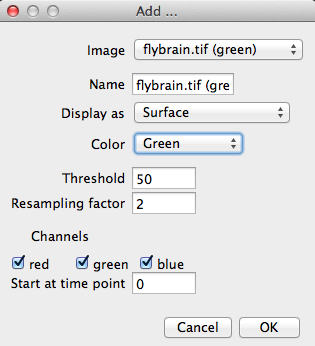 Add ...
Image flybrain.tif (green)
Name flybrain.tif (gre
Display as Surface
Color Green
Threshold 50
Resampling factor 2
Channels
red green blue
Start at time point 0
Cancel OK